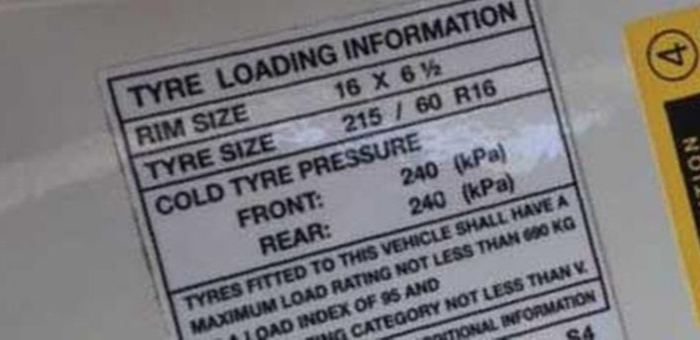 TYRE LOADING INFORMATION
RIM SIZE 16 X 6 ½
TYRE SIZE 215 / 60 R16
COLD TYRE PRESSURE
FRONT: 240 (kPa)
REAR: 240 (kPa)
TYRES FITTED TO THIS VEHICLE SHALL HAVE A
MAXIMUM LOAD RATING NOT LESS THAN 690 KG
A LOAD INDEX OF 95 AND
CATEGORY NOT LESS THAN V.
INFORMATION
S4
4